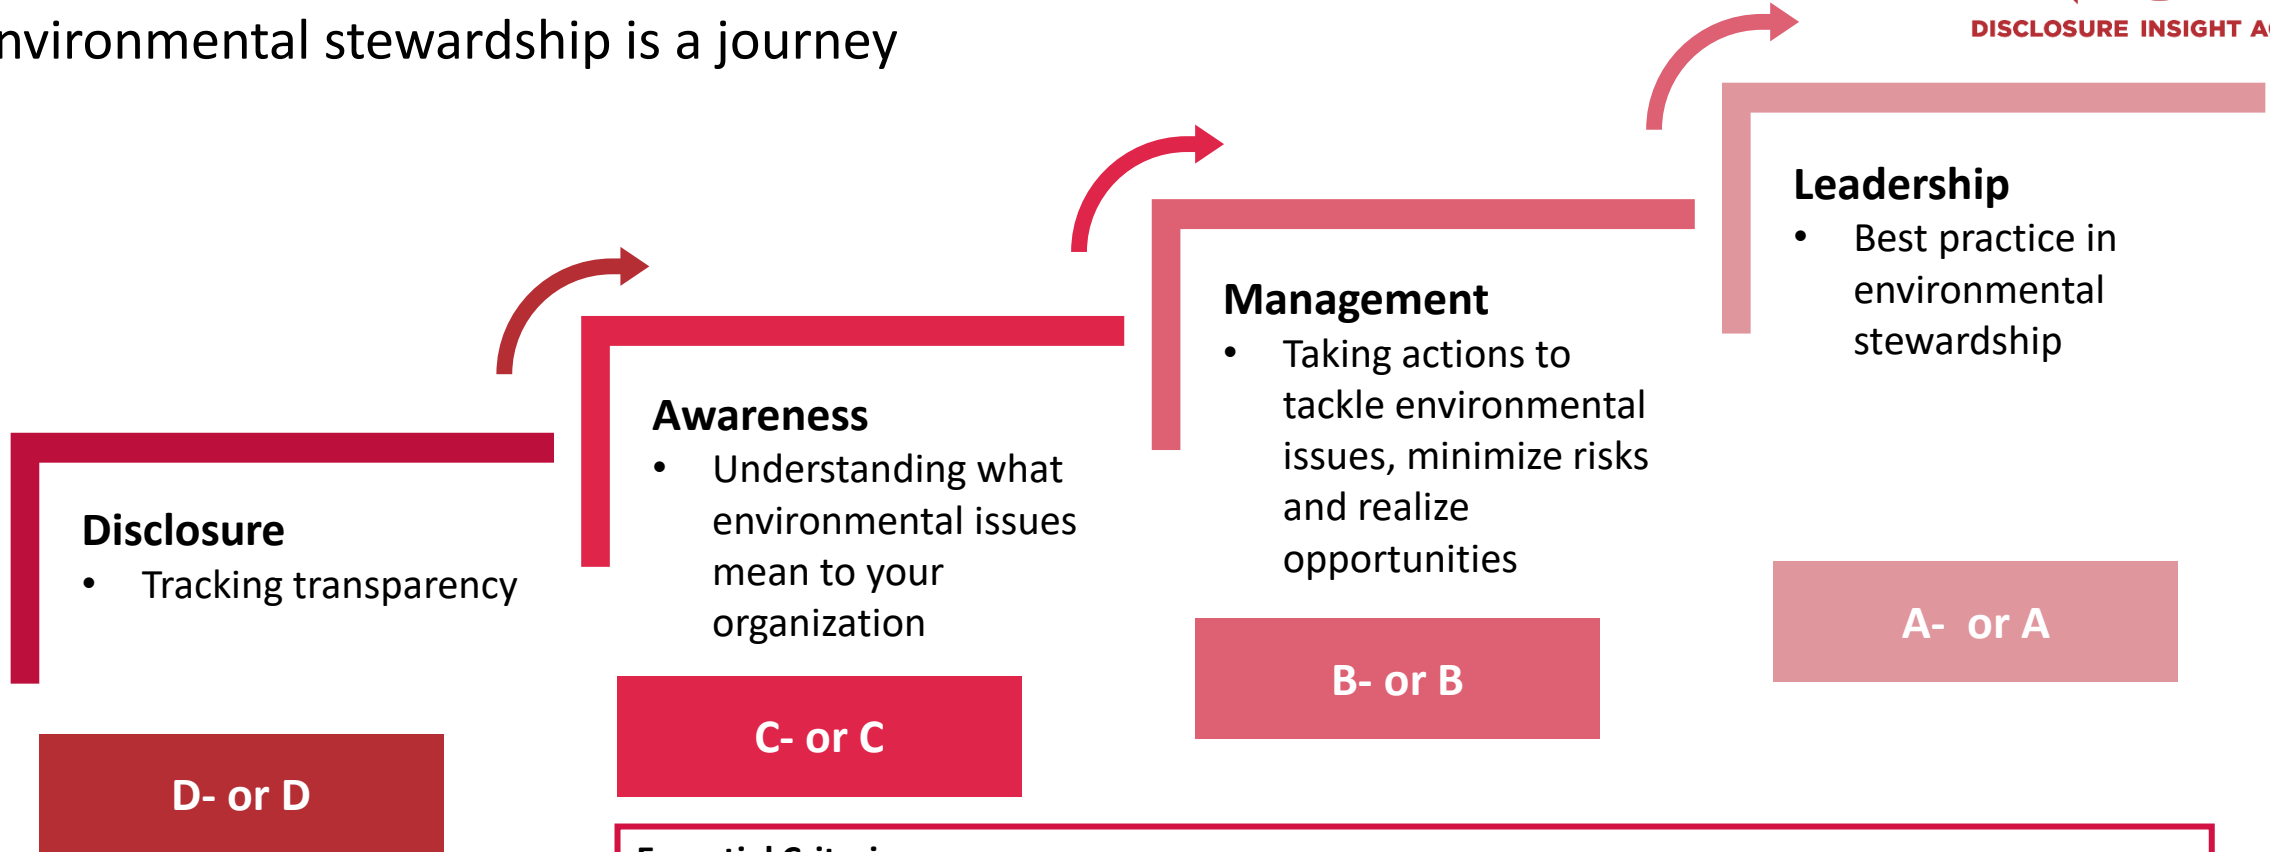 nvironmental stewardship is a journey
DISCLOSURE INSIGHT
Disclosure
• Tracking transparency
D- or D
Awareness
• Understanding what
environmental issues
mean to your
organization
C- or C
Management
• Taking actions to
tackle environmental
issues, minimize risks
and realize
opportunities
B- or B
Leadership
• Best practice in
environmental
stewardship
A- or A